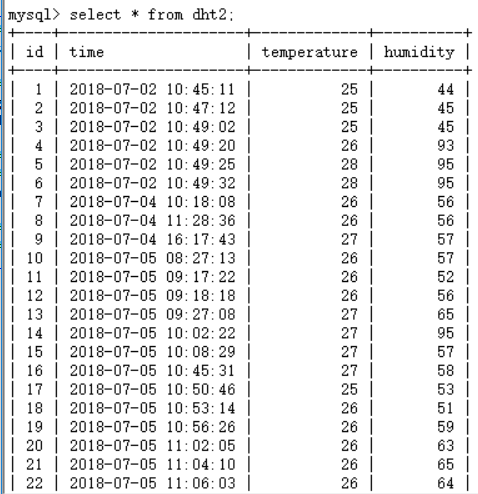 mysql> select * from dht2;
+----+---------------------+-------------+----------+
| id | time                | temperature | humidity |
+----+---------------------+-------------+----------+
|  1 | 2018-07-02 10:45:11 |          25 |       44 |
|  2 | 2018-07-02 10:47:12 |          25 |       45 |
|  3 | 2018-07-02 10:49:02 |          25 |       45 |
|  4 | 2018-07-02 10:49:20 |          26 |       93 |
|  5 | 2018-07-02 10:49:25 |          28 |       95 |
|  6 | 2018-07-02 10:49:32 |          28 |       95 |
|  7 | 2018-07-04 10:18:08 |          26 |       56 |
|  8 | 2018-07-04 11:28:36 |          26 |       56 |
|  9 | 2018-07-04 16:17:43 |          27 |       57 |
| 10 | 2018-07-05 08:27:13 |          26 |       57 |
| 11 | 2018-07-05 09:17:22 |          26 |       52 |
| 12 | 2018-07-05 09:18:18 |          26 |       56 |
| 13 | 2018-07-05 09:27:08 |          27 |       65 |
| 14 | 2018-07-05 10:02:22 |          27 |       95 |
| 15 | 2018-07-05 10:08:29 |          27 |       57 |
| 16 | 2018-07-05 10:45:31 |          27 |       58 |
| 17 | 2018-07-05 10:50:46 |          25 |       53 |
| 18 | 2018-07-05 10:53:14 |          26 |       51 |
| 19 | 2018-07-05 10:56:26 |          26 |       59 |
| 20 | 2018-07-05 11:02:05 |          26 |       63 |
| 21 | 2018-07-05 11:04:10 |          26 |       65 |
| 22 | 2018-07-05 11:06:03 |          26 |       64 |